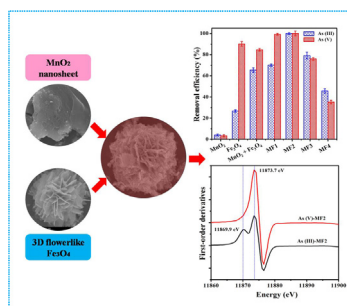 MnO₂
nanosheet
3D flowerlike
Fe₃O₄
As (III)
As (V)
Removal efficiency (%)
100
80
60
40
20
0
MnO₂
Fe₃O₄
MnO₂ + Fe₃O₄
MF1
MF2
MF3
MF4
First-order derivatives
11873.7 eV
11869.9 eV
As (V)-MF2
As (III)-MF2
11860 11870 11880 11890 11900
Energy (eV)